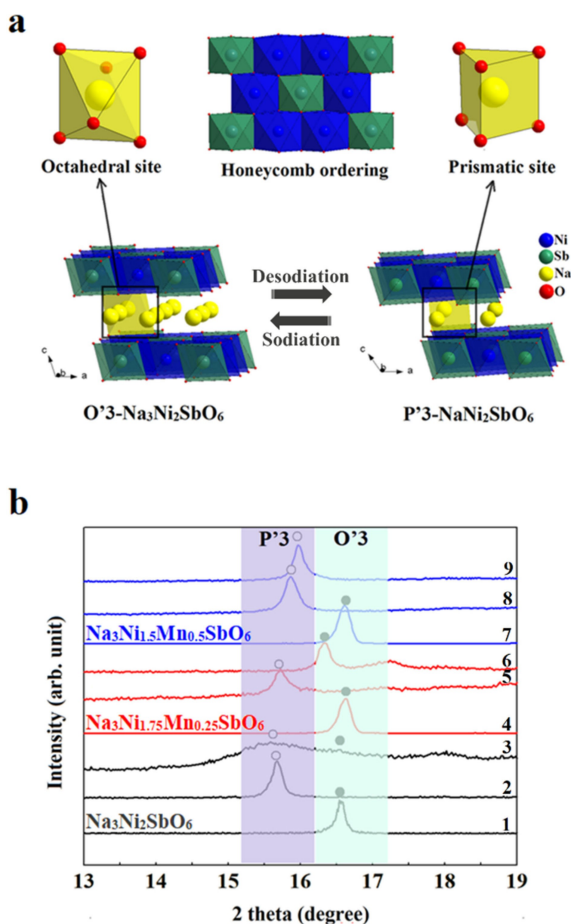 a
Octahedral site
Honeycomb ordering
Prismatic site
Ni
Sb
Na
O
Desodiation
Sodiation
c
b
a
c
b
a
O'3-Na₃Ni₂SbO₆
P'3-NaNi₂SbO₆
b
P'3
O'3
9
8
Na₃Ni₁.₅Mn₀.₅SbO₆
7
6
5
Na₃Ni₁.₇₅Mn₀.₂₅SbO₆
4
3
2
Na₃Ni₂SbO₆
1
Intensity (arb. unit)
13 14 15 16 17 18 19
2 theta (degree)